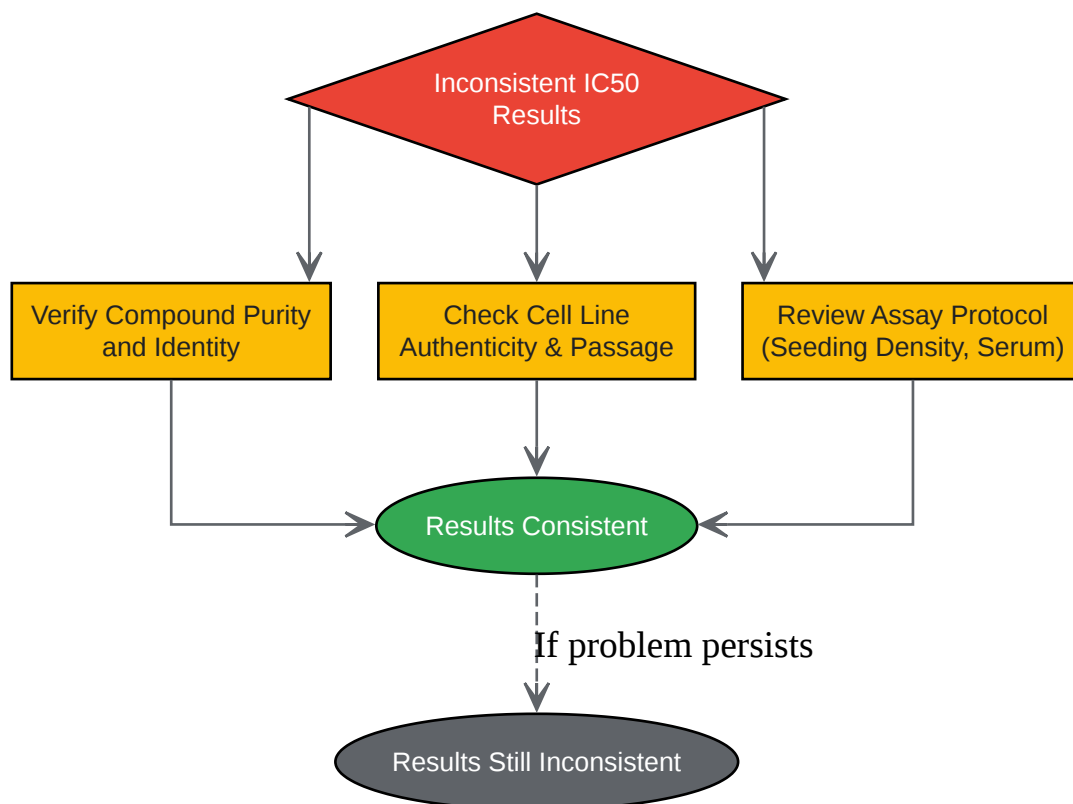 Inconsistent IC50
Results
Verify Compound Purity
and Identity
Check Cell Line
Authenticity & Passage
Review Assay Protocol
(Seeding Density, Serum)
Results Consistent
If problem persists
Results Still Inconsistent